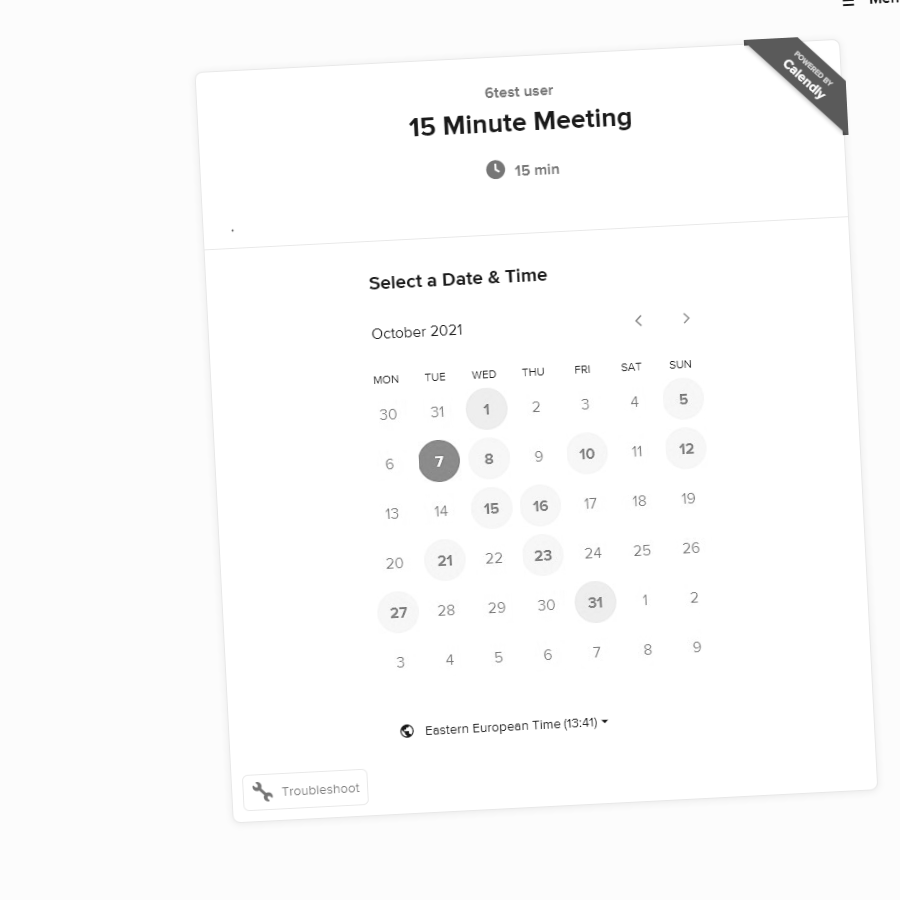 Men
POWERED BY
Calendly
6test user
15 Minute Meeting
15 min
.
Select a Date & Time
October 2021
MON TUE WED THU FRI SAT SUN
30 31 1 2 3 4 5
6 7 8 9 10 11 12
13 14 15 16 17 18 19
20 21 22 23 24 25 26
27 28 29 30 31 1 2
3 4 5 6 7 8 9
Eastern European Time (13:41)
Troubleshoot